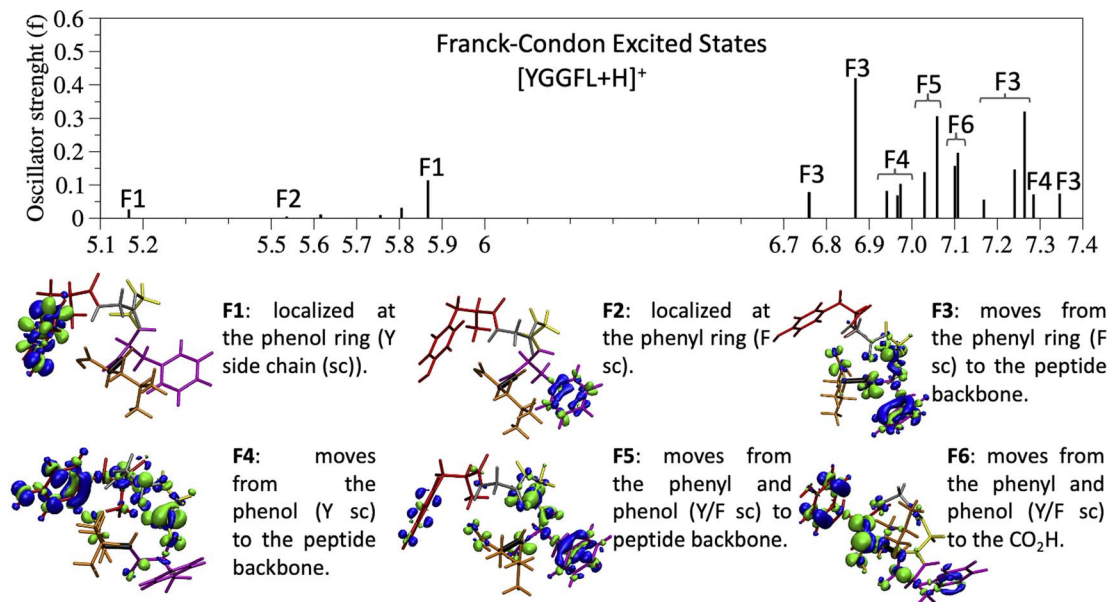 Franck-Condon Excited States
[YGGFL+H]+
Oscillator strenght (f)
0.6
0.5
0.4
0.3
0.2
0.1
0
F1
F2
F1
F3
F3
F4
F5
F6
F3
F4
F3
5.1 5.2 5.5 5.6 5.7 5.8 5.9 6 6.7 6.8 6.9 7.0 7.1 7.2 7.3 7.4
F1: localized at
the phenol ring (Y
side chain (sc)).
F2: localized at
the phenyl ring (F
sc).
F3: moves from
the phenyl ring (F
sc) to the peptide
backbone.
F4: moves
from the
phenol (Y sc)
to the peptide
backbone.
F5: moves from
the phenyl and
phenol (Y/F sc) to
peptide backbone.
F6: moves from
the phenyl and
phenol (Y/F sc)
to the CO₂H.